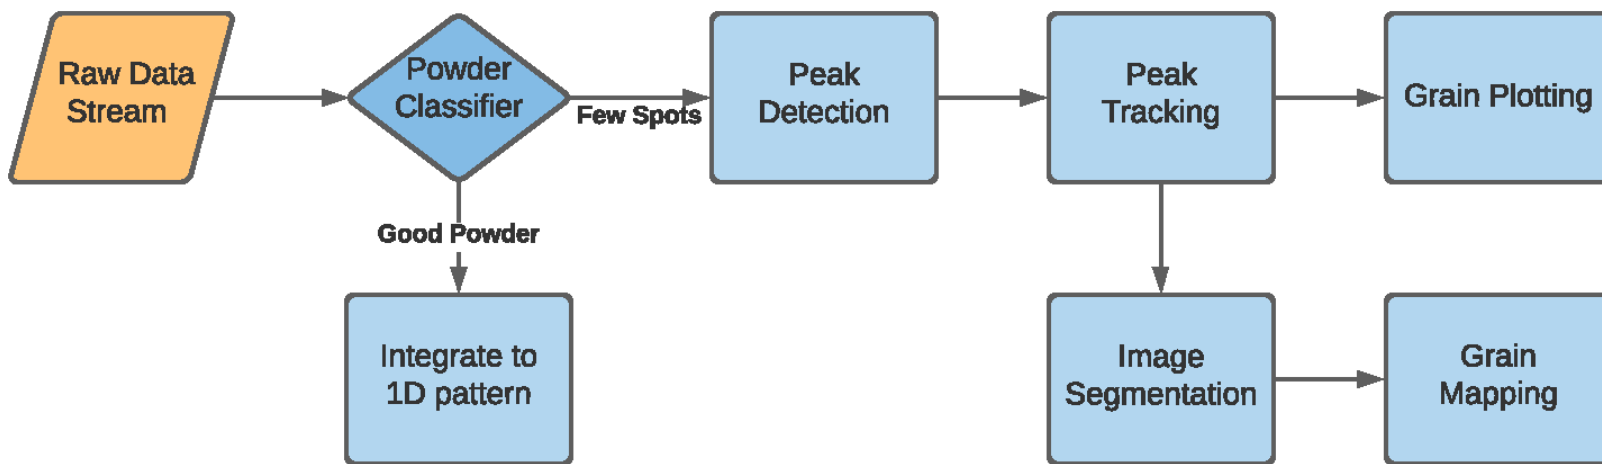 Raw Data
Stream
Powder
Classifier
Few Spots
Peak
Detection
Peak
Tracking
Grain Plotting
Good Powder
Integrate to
1D pattern
Image
Segmentation
Grain
Mapping